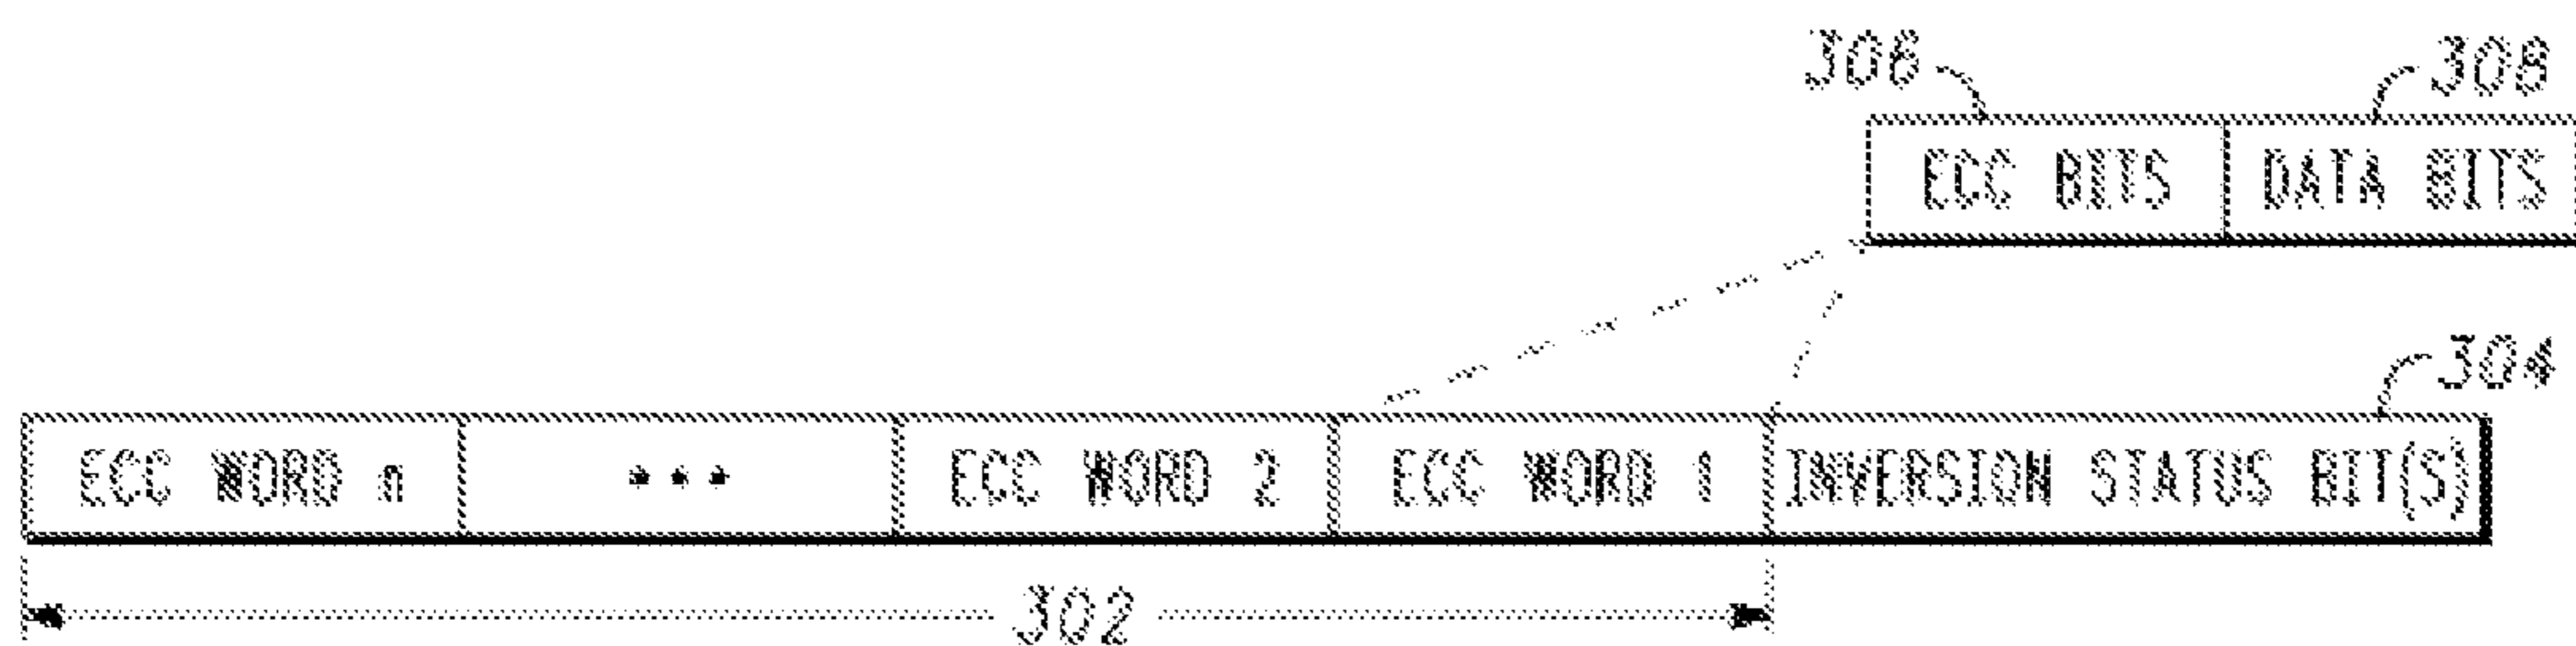 306 308
ECC BITS DATA BITS
304
ECC WORD n ••• ECC WORD 2 ECC WORD 1 INVERSION STATUS BIT(S)
302